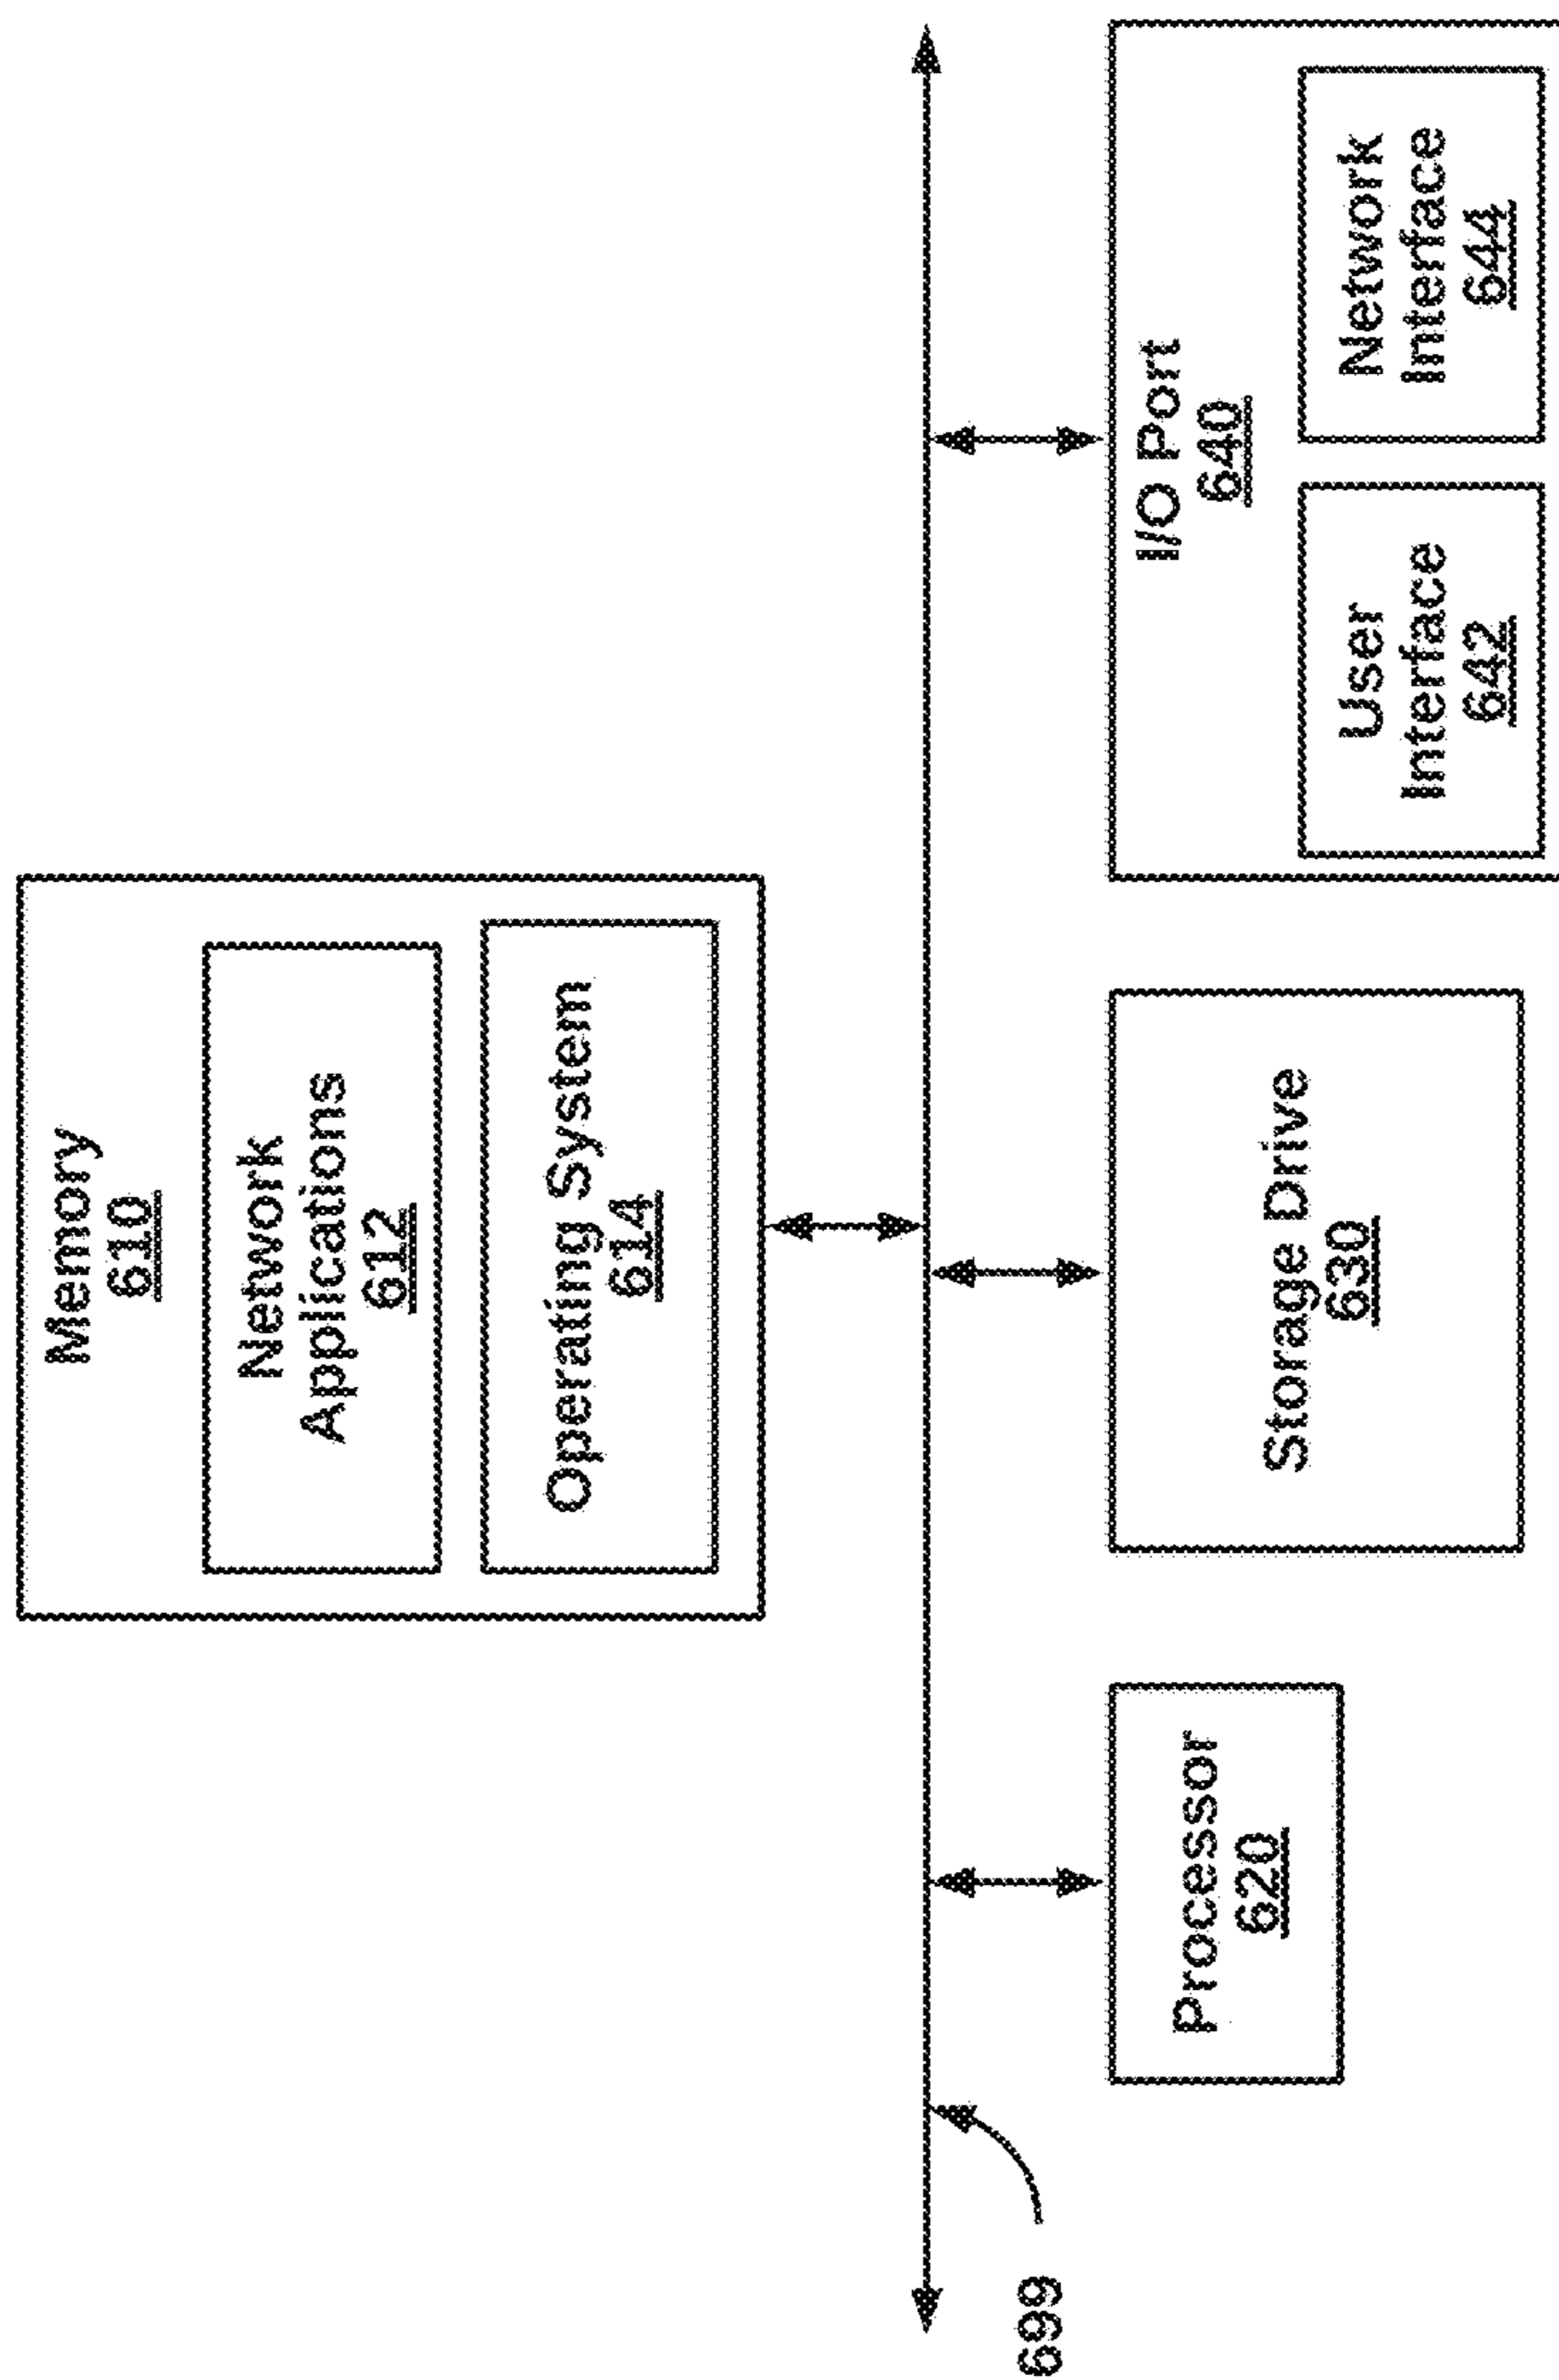 Memory
610
Network
Applications
612
Operating System
614
699
Processor
620
Storage Drive
630
I/O Port
640
User
Interface
642
Network
Interface
644